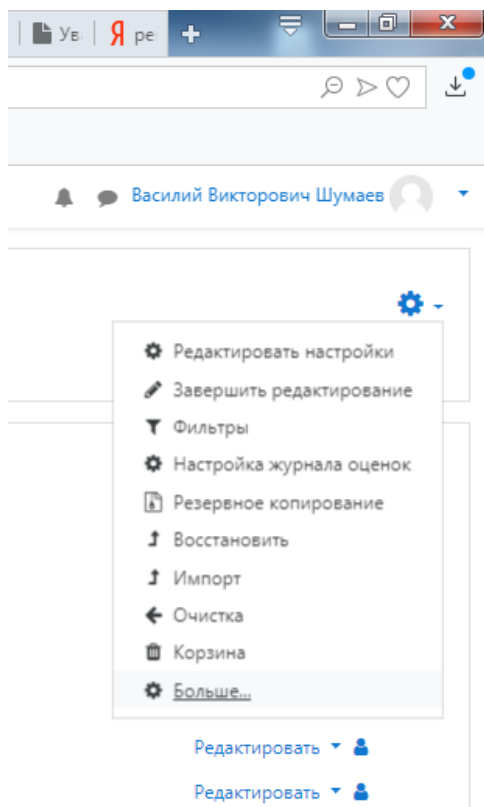 Ув Я ре
Василий Викторович Шумаев
Редактировать настройки
Завершить редактирование
Фильтры
Настройка журнала оценок
Резервное копирование
Восстановить
Импорт
Очистка
Корзина
Больше...
Редактировать
Редактировать